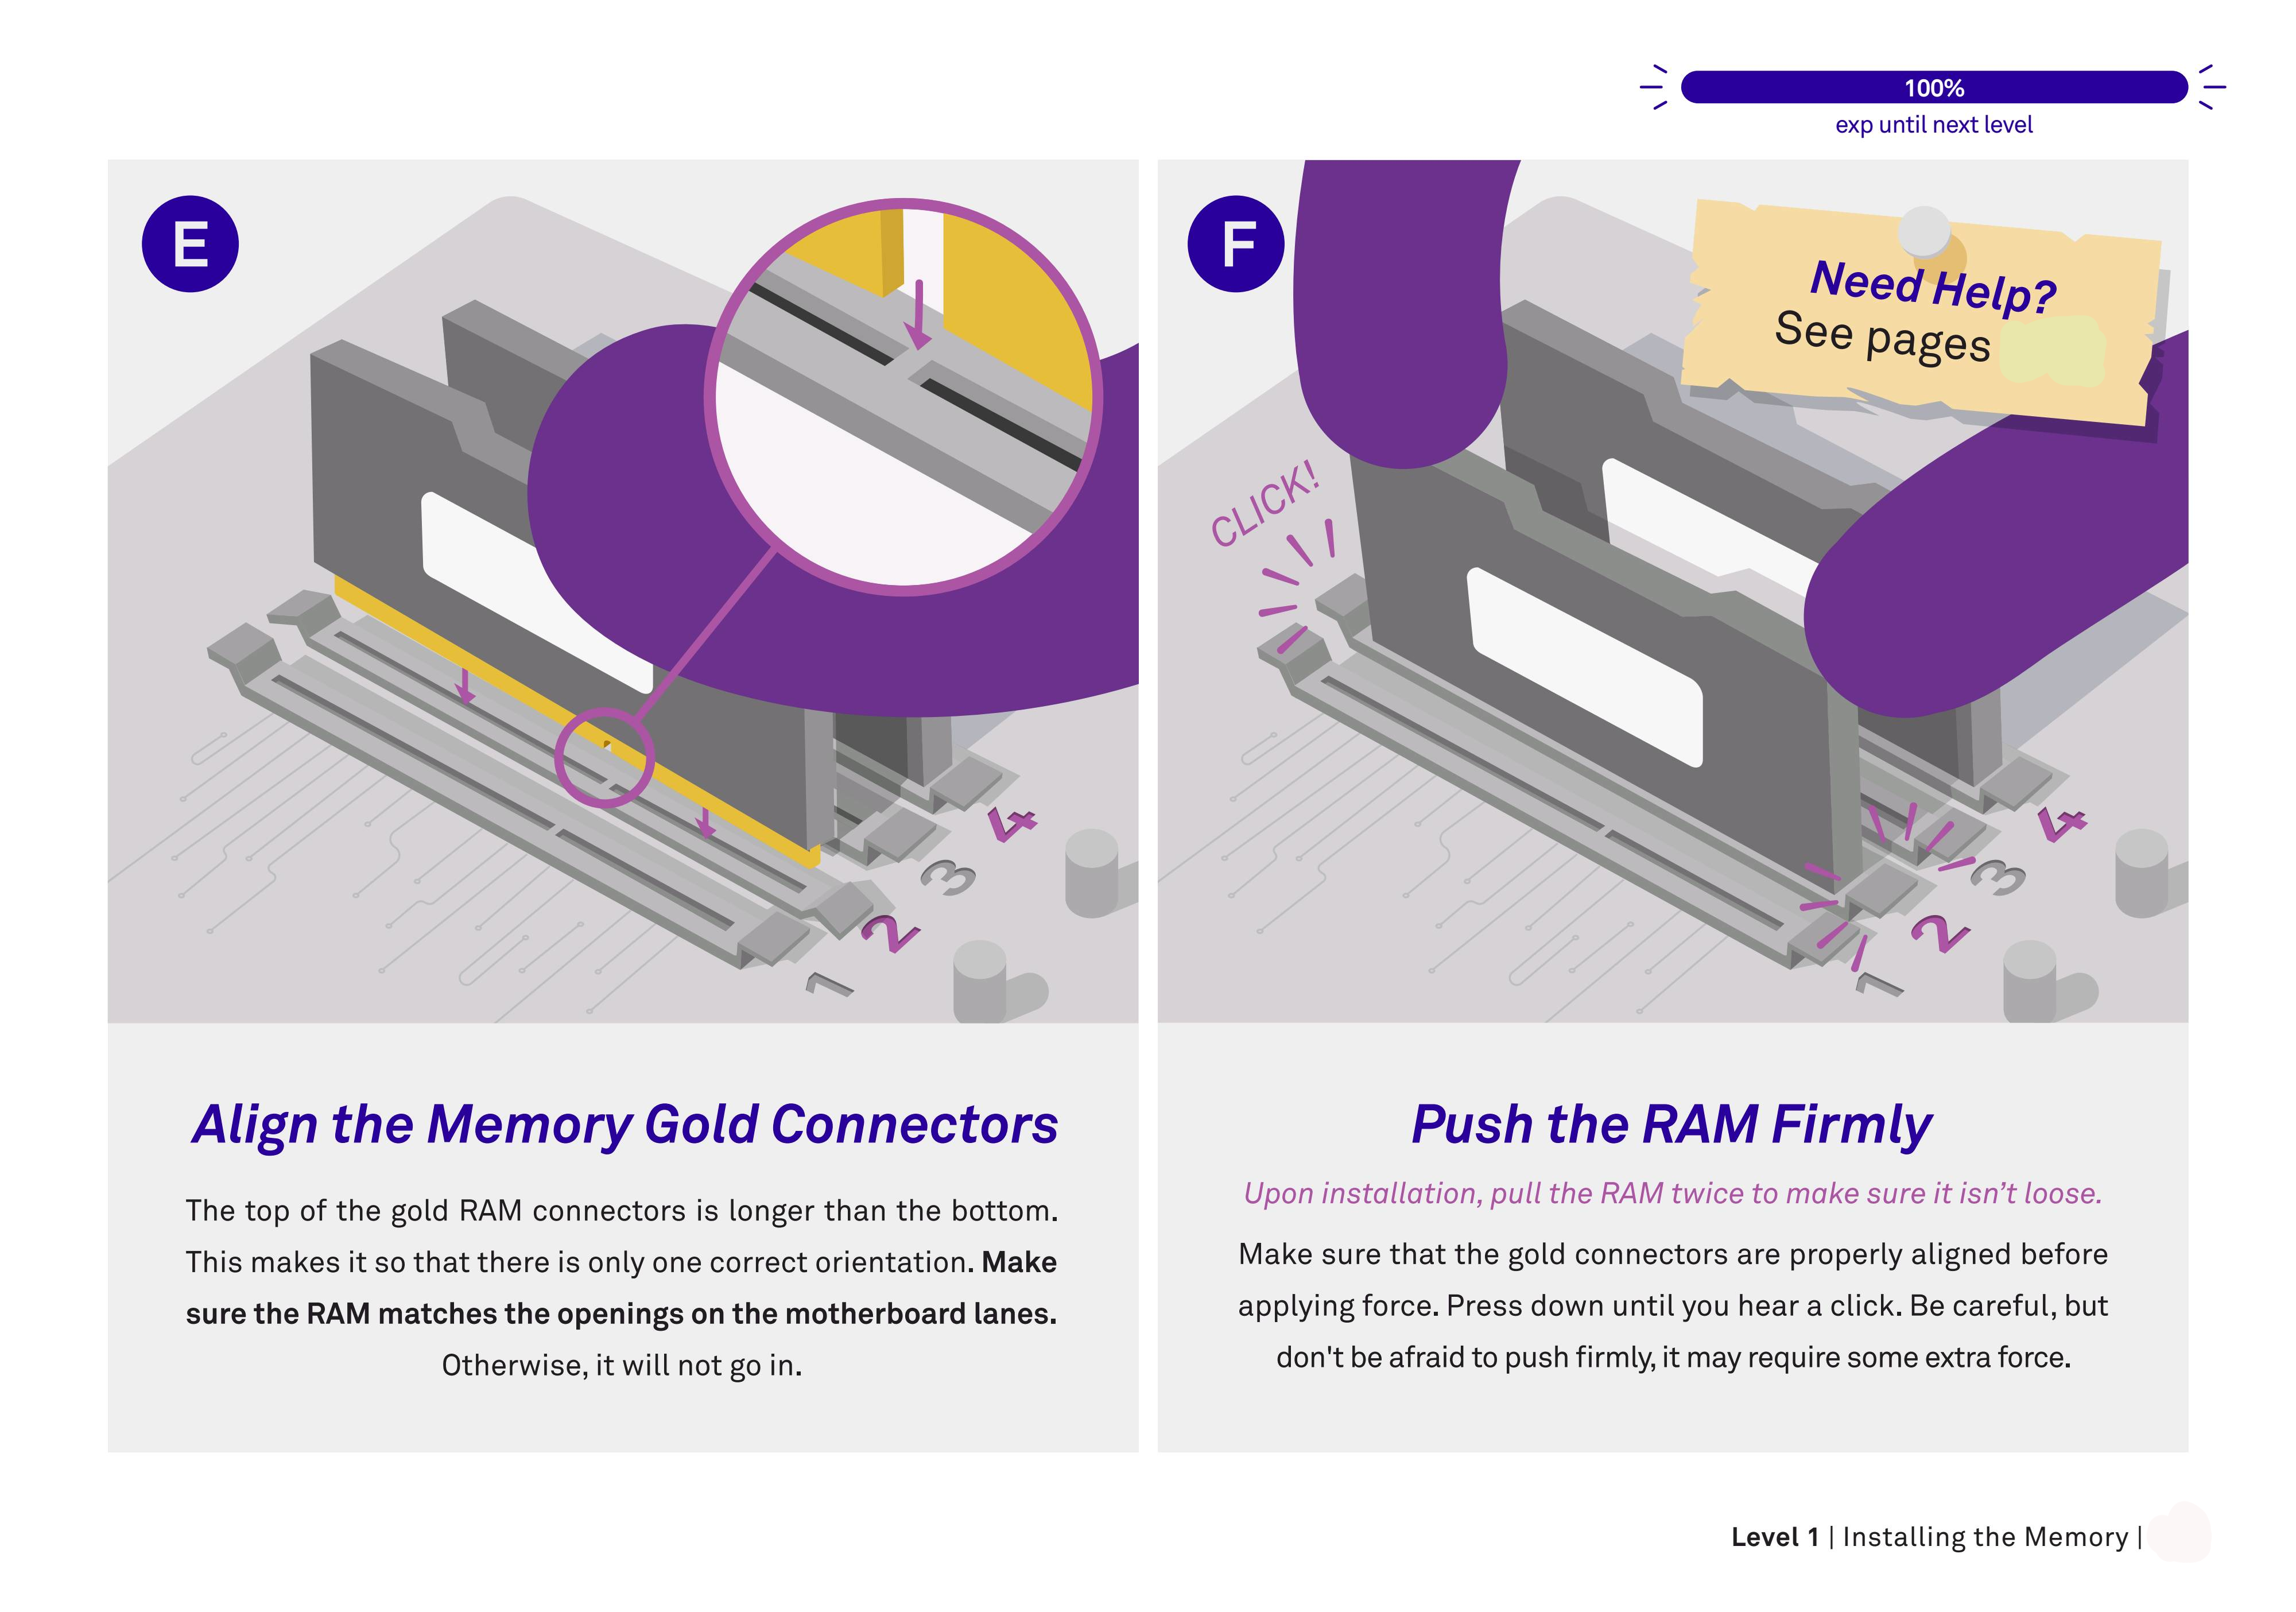 100%
exp until next level
E
4
3
2
1
Align the Memory Gold Connectors
The top of the gold RAM connectors is longer than the bottom.
This makes it so that there is only one correct orientation. Make
sure the RAM matches the openings on the motherboard lanes.
Otherwise, it will not go in.
F
Need Help?
See pages
CLICK!
4
3
2
1
Push the RAM Firmly
Upon installation, pull the RAM twice to make sure it isn’t loose.
Make sure that the gold connectors are properly aligned before
applying force. Press down until you hear a click. Be careful, but
don't be afraid to push firmly, it may require some extra force.
Level 1 | Installing the Memory |